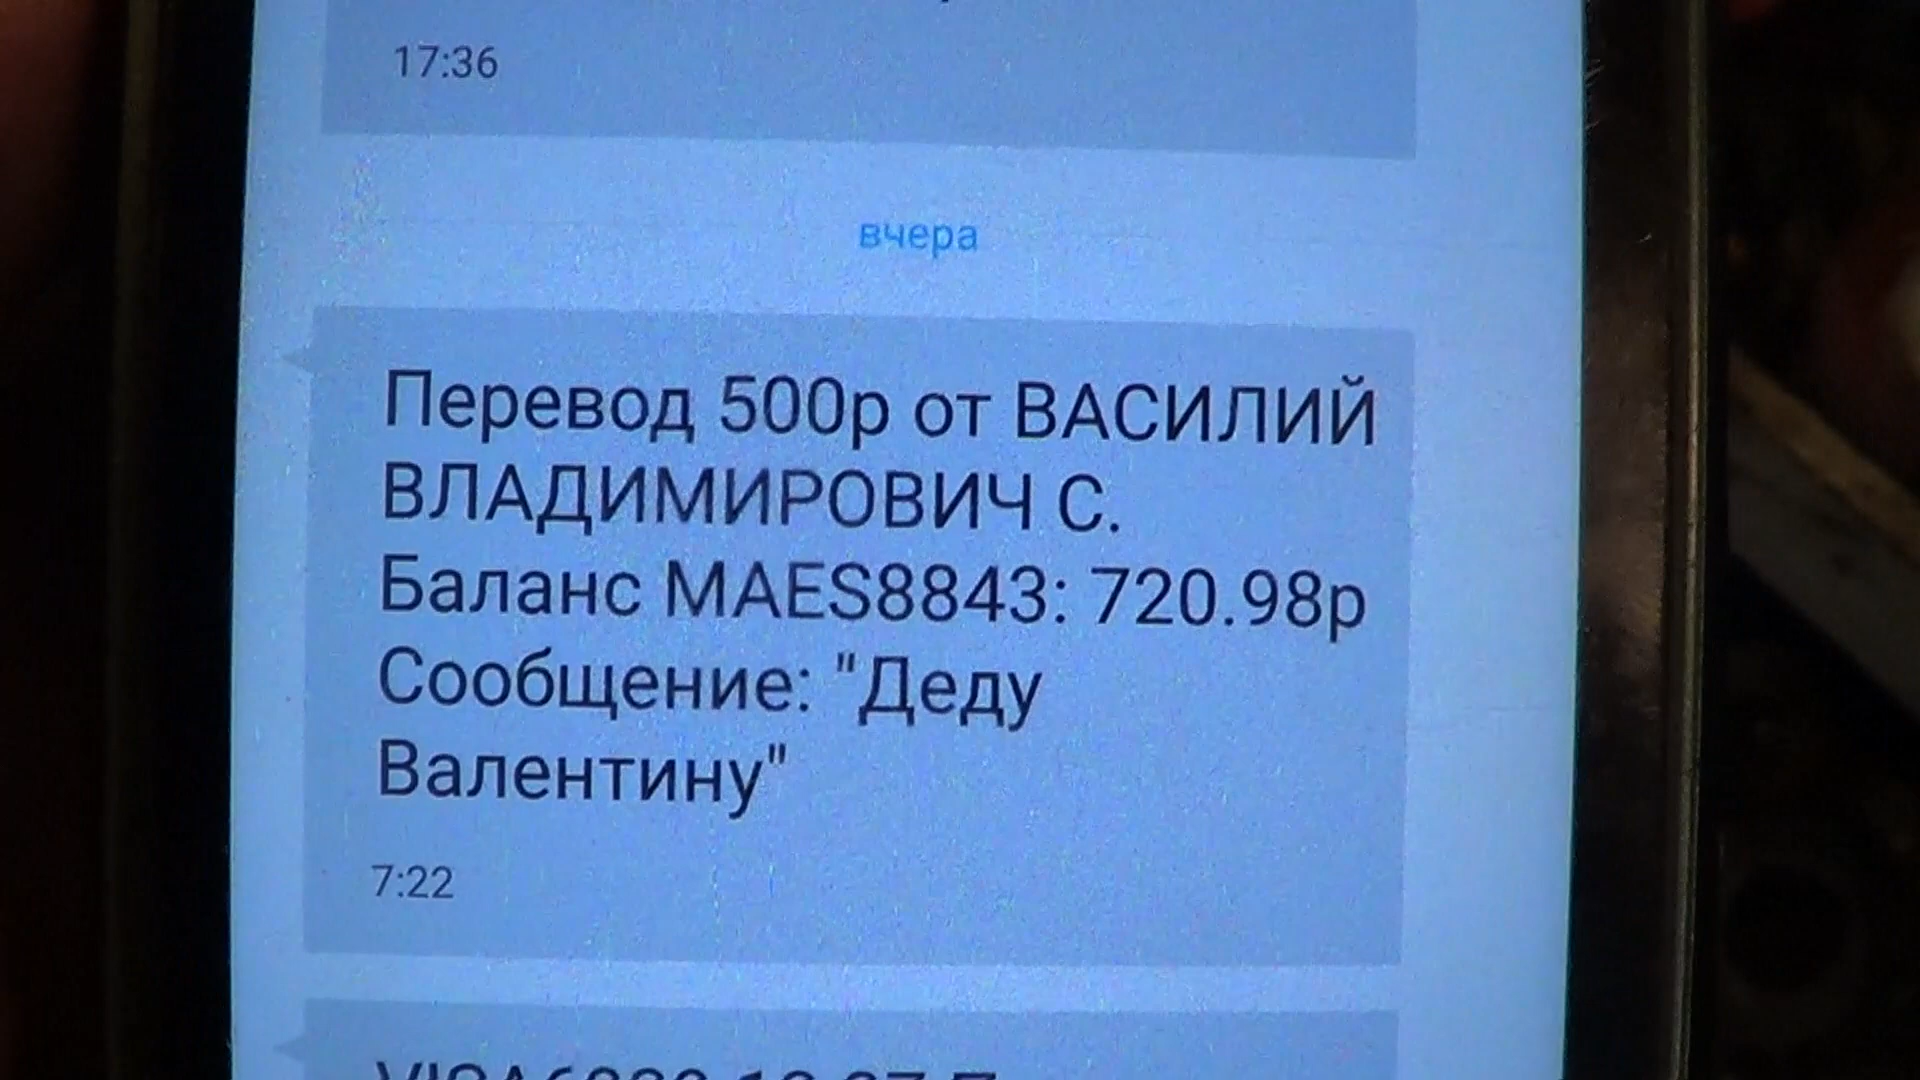 17:36
вчера
Перевод 500р от ВАСИЛИЙ
ВЛАДИМИРОВИЧ С.
Баланс MAES8843: 720.98р
Сообщение: "Деду
Валентину"
7:22